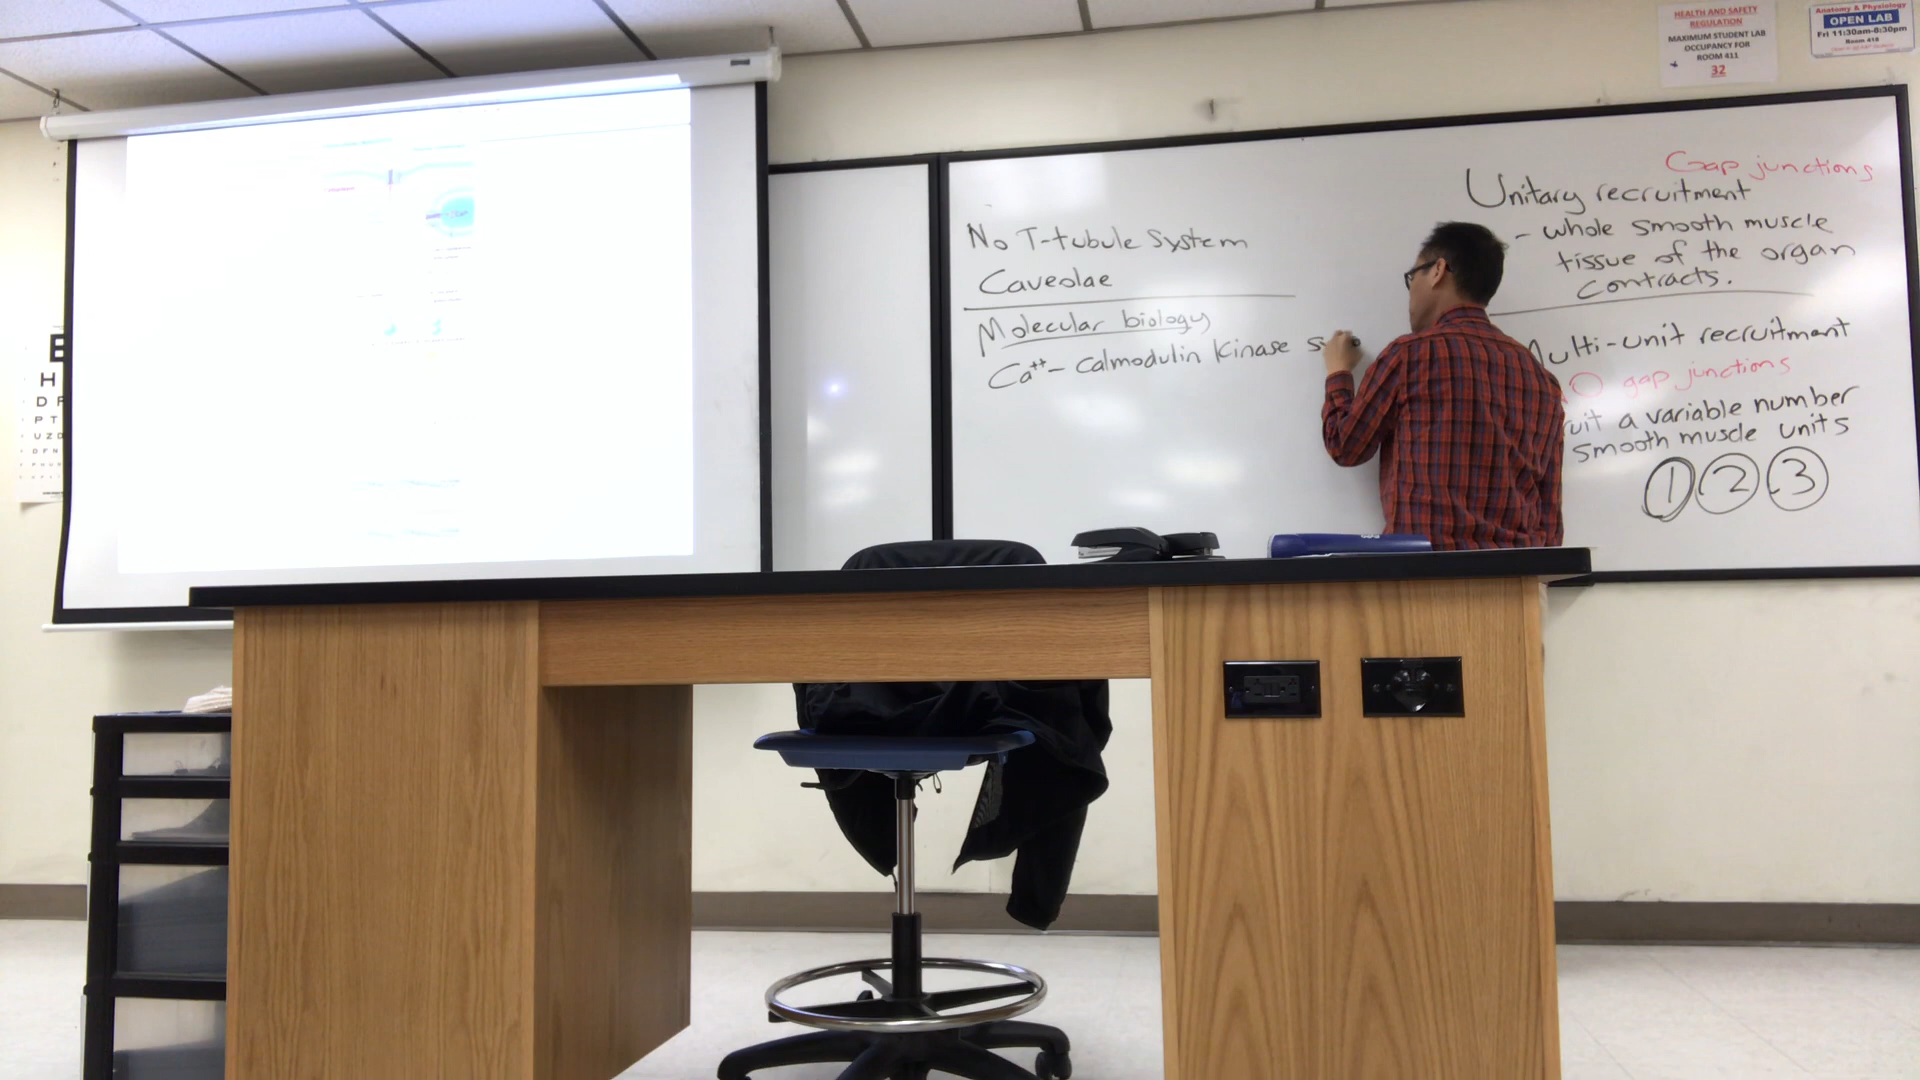 HEALTH AND SAFETY
REGULATION
MAXIMUM STUDENT LAB
OCCUPANCY FOR
ROOM 411
32
Anatomy & Physiology
OPEN LAB
Fri 11:30am-8:30pm
Room 418
No T-tubule System
Caveolae
Molecular biology
Ca++- Calmodulin Kinase
Gap junctions
Unitary recruitment
- whole smooth muscle
tissue of the organ
contracts.
Multi-unit recruitment
gap junctions
a variable number
smooth muscle units
1 2 3
E
H
D F
P T
U Z D
D F N